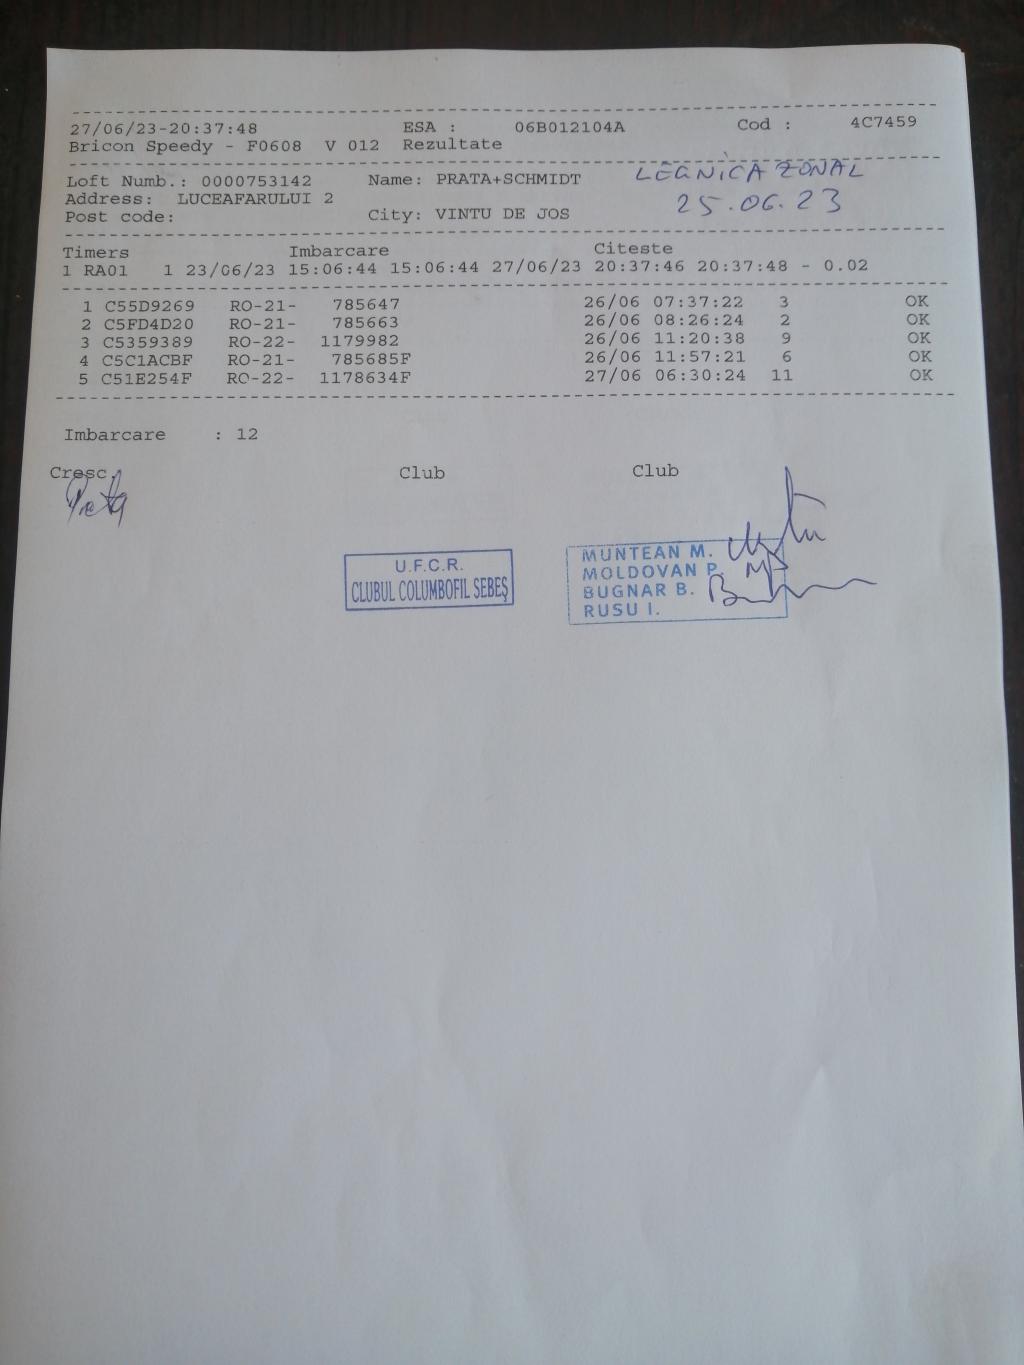 27/06/23-20:37:48 ESA : 06B012104A Cod : 4C7459
Bricon Speedy - F0608 V 012 Rezultate
Loft Numb.: 0000753142 Name: PRATA+SCHMIDT LEGNICA ZONAL
Address: LUCEAFARULUI 2 25.06.23
Post code: City: VINTU DE JOS
Timers Imbarcare Citeste
1 RA01 1 23/06/23 15:06:44 15:06:44 27/06/23 20:37:46 20:37:48 - 0.02
1 C55D9269 RO-21- 785647 26/06 07:37:22 3 OK
2 C5FD4D20 RO-21- 785663 26/06 08:26:24 2 OK
3 C5359389 RO-22- 1179982 26/06 11:20:38 9 OK
4 C5C1ACBF RO-21- 785685F 26/06 11:57:21 6 OK
5 C51E254F RO-22- 1178634F 27/06 06:30:24 11 OK
Imbarcare : 12
Cresc. Club Club
Prata
U.F.C.R.
CLUBUL COLUMBOFIL SEBEȘ
MUNTEAN M.
MOLDOVAN P.
BUGNAR B.
RUSU I.